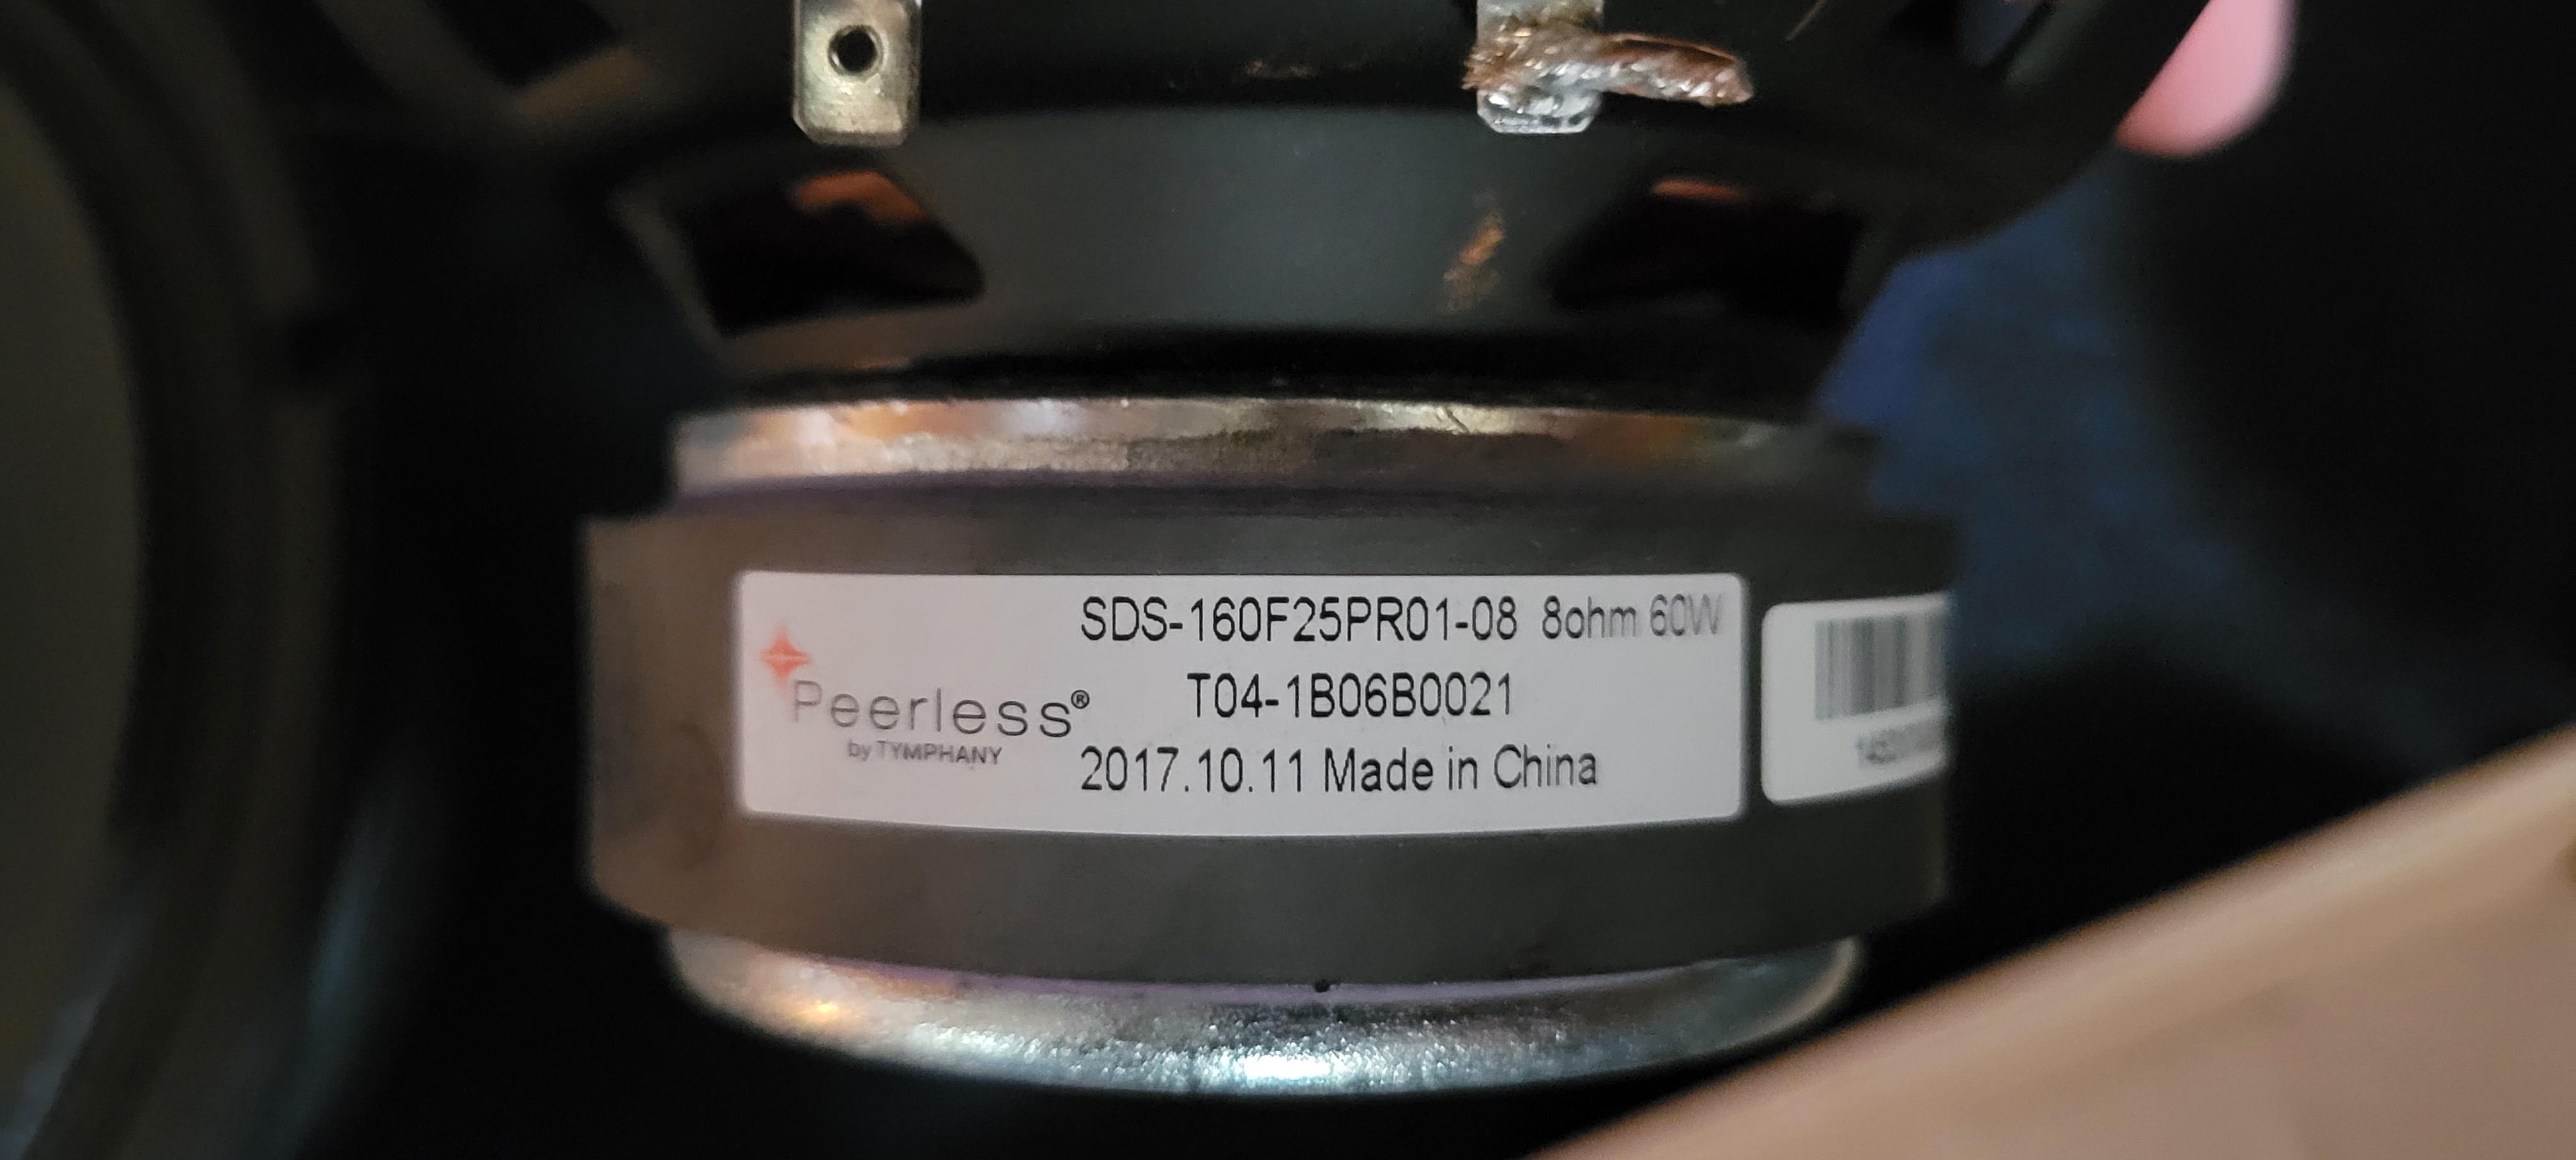 SDS-160F25PR01-08 8ohm 60W
Peerless® T04-1B06B0021
by TYMPHANY
2017.10.11 Made in China